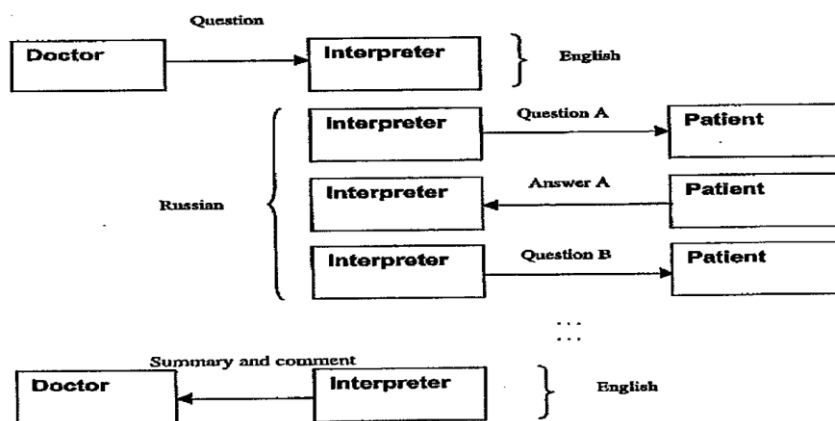 Question
Doctor
Interpreter
English
Interpreter
Question A
Patient
Russian
Interpreter
Answer A
Patient
Interpreter
Question B
Patient
...
...
Summary and comment
Doctor
Interpreter
English